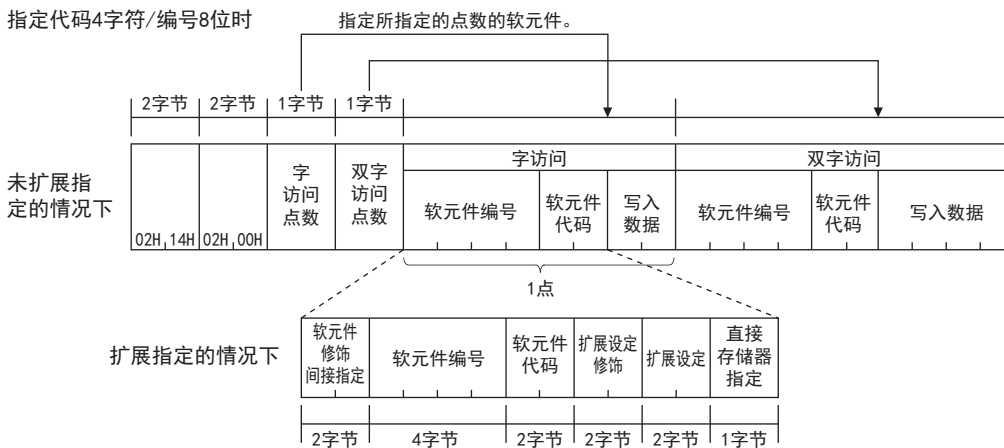 指定代码4字符/编号8位时
指定所指定的点数的软元件。
2字节 2字节 1字节 1字节
未扩展指
定的情况下
02H 14H 02H 00H
字
访问
点数
双字
访问
点数
字访问
软元件编号
软元件
代码
写入
数据
双字访问
软元件编号
软元件
代码
写入数据
1点
扩展指定的情况下
软元件
修饰
间接指定
软元件编号
软元件
代码
扩展设定
修饰
扩展设定
直接
存储器
指定
2字节 4字节 2字节 2字节 2字节 1字节